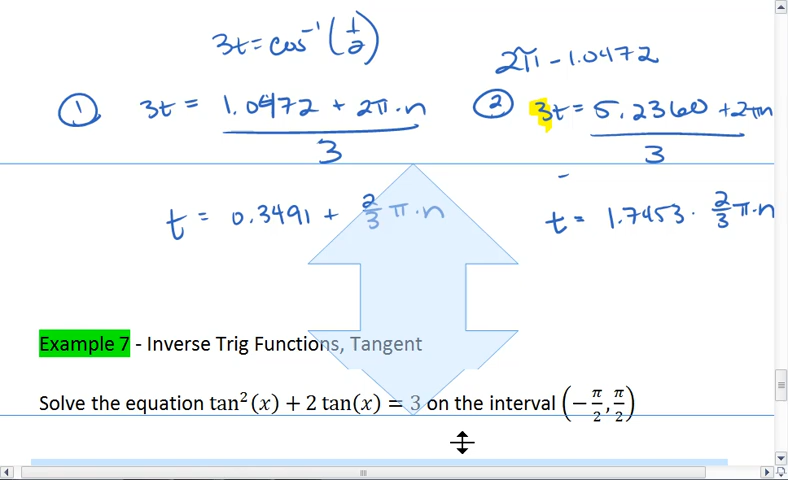 3t = cos⁻¹(1/2)
2π − 1.0472
① 3t = 1.0472 + 2π·n
3
② 3t = 5.2360 + 2πn
3
t = 0.3491 + 2/3 π·n
t = 1.7453 · 2/3 π·n
Example 7 - Inverse Trig Functions, Tangent
Solve the equation tan²(x) + 2 tan(x) = 3 on the interval (−π/2, π/2)